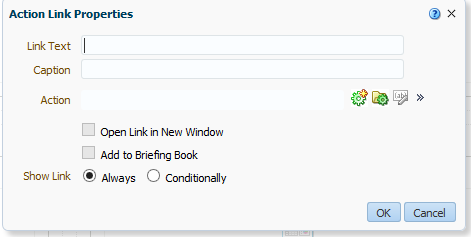 Action Link Properties
Link Text
Caption
Action
Open Link in New Window
Add to Briefing Book
Show Link Always Conditionally
OK Cancel